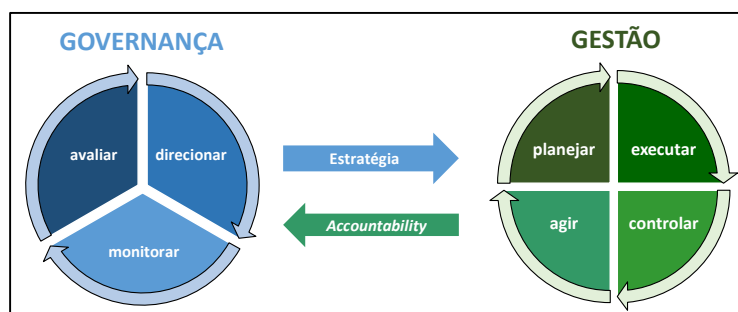 GOVERNANÇA
avaliar
direcionar
monitorar
Estratégia
Accountability
GESTÃO
planejar
executar
agir
controlar